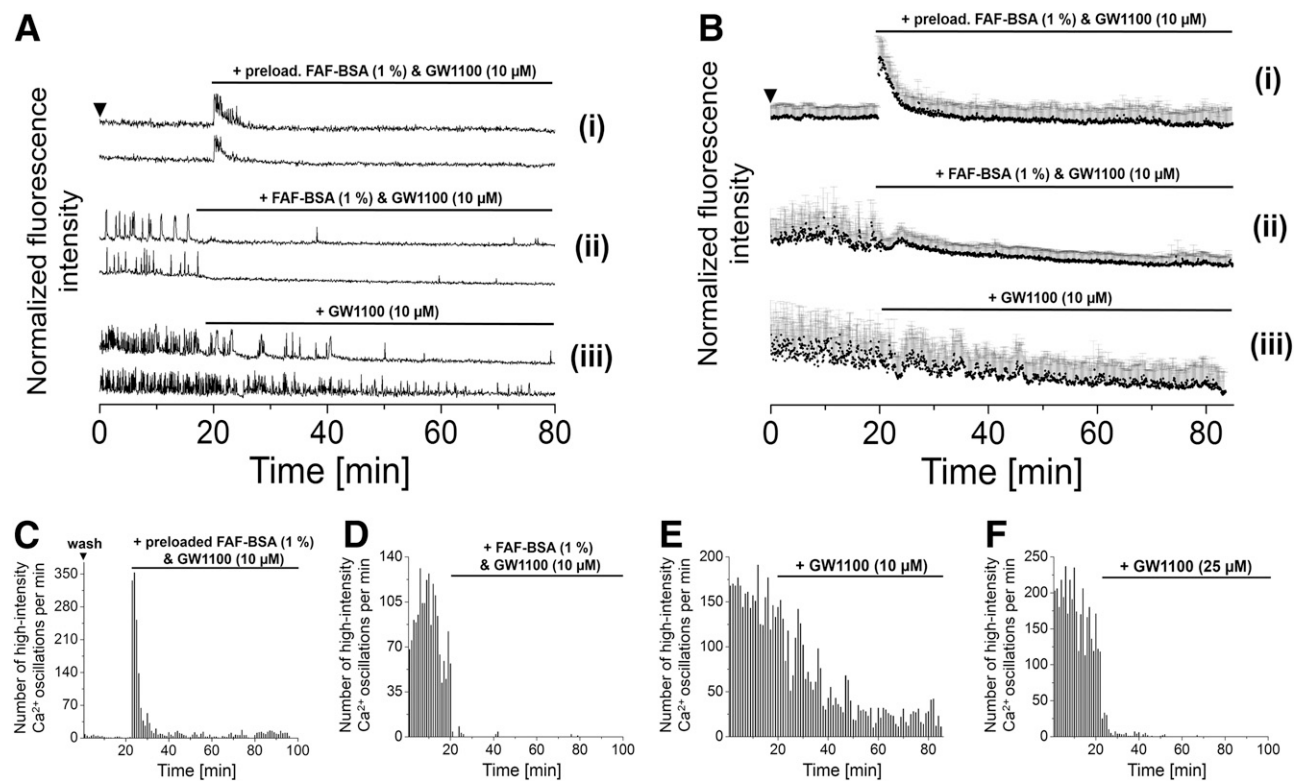 A
Normalized fluorescence
intensity
+ preload. FAF-BSA (1 %) & GW1100 (10 µM)
(i)
+ FAF-BSA (1 %) & GW1100 (10 µM)
(ii)
+ GW1100 (10 µM)
(iii)
0 20 40 60 80
Time [min]
B
Normalized fluorescence
intensity
+ preload. FAF-BSA (1 %) & GW1100 (10 µM)
(i)
+ FAF-BSA (1 %) & GW1100 (10 µM)
(ii)
+ GW1100 (10 µM)
(iii)
0 10 20 30 40 50 60 70 80
Time [min]
C
Number of high-intensity
Ca²⁺ oscillations per min
wash
+ preloaded FAF-BSA (1 %)
& GW1100 (10 µM)
350
280
210
140
70
0
20 40 60 80 100
Time [min]
D
Number of high-intensity
Ca²⁺ oscillations per min
+ FAF-BSA (1 %)
& GW1100 (10 µM)
140
105
70
35
0
0 20 40 60 80 100
Time [min]
E
Number of high-intensity
Ca²⁺ oscillations per min
+ GW1100 (10 µM)
200
150
100
50
0
0 20 40 60 80
Time [min]
F
Number of high-intensity
Ca²⁺ oscillations per min
+ GW1100 (25 µM)
250
200
150
100
50
0
0 20 40 60 80 100
Time [min]